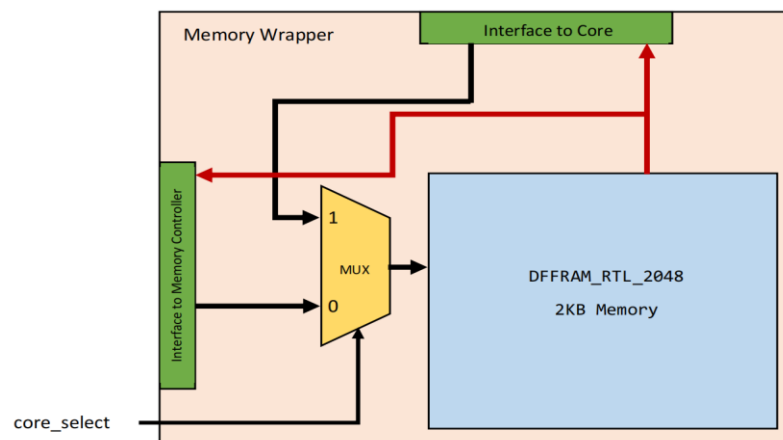 Memory Wrapper
Interface to Core
Interface to Memory Controller
1
MUX
0
DFFRAM_RTL_2048
2KB Memory
core_select